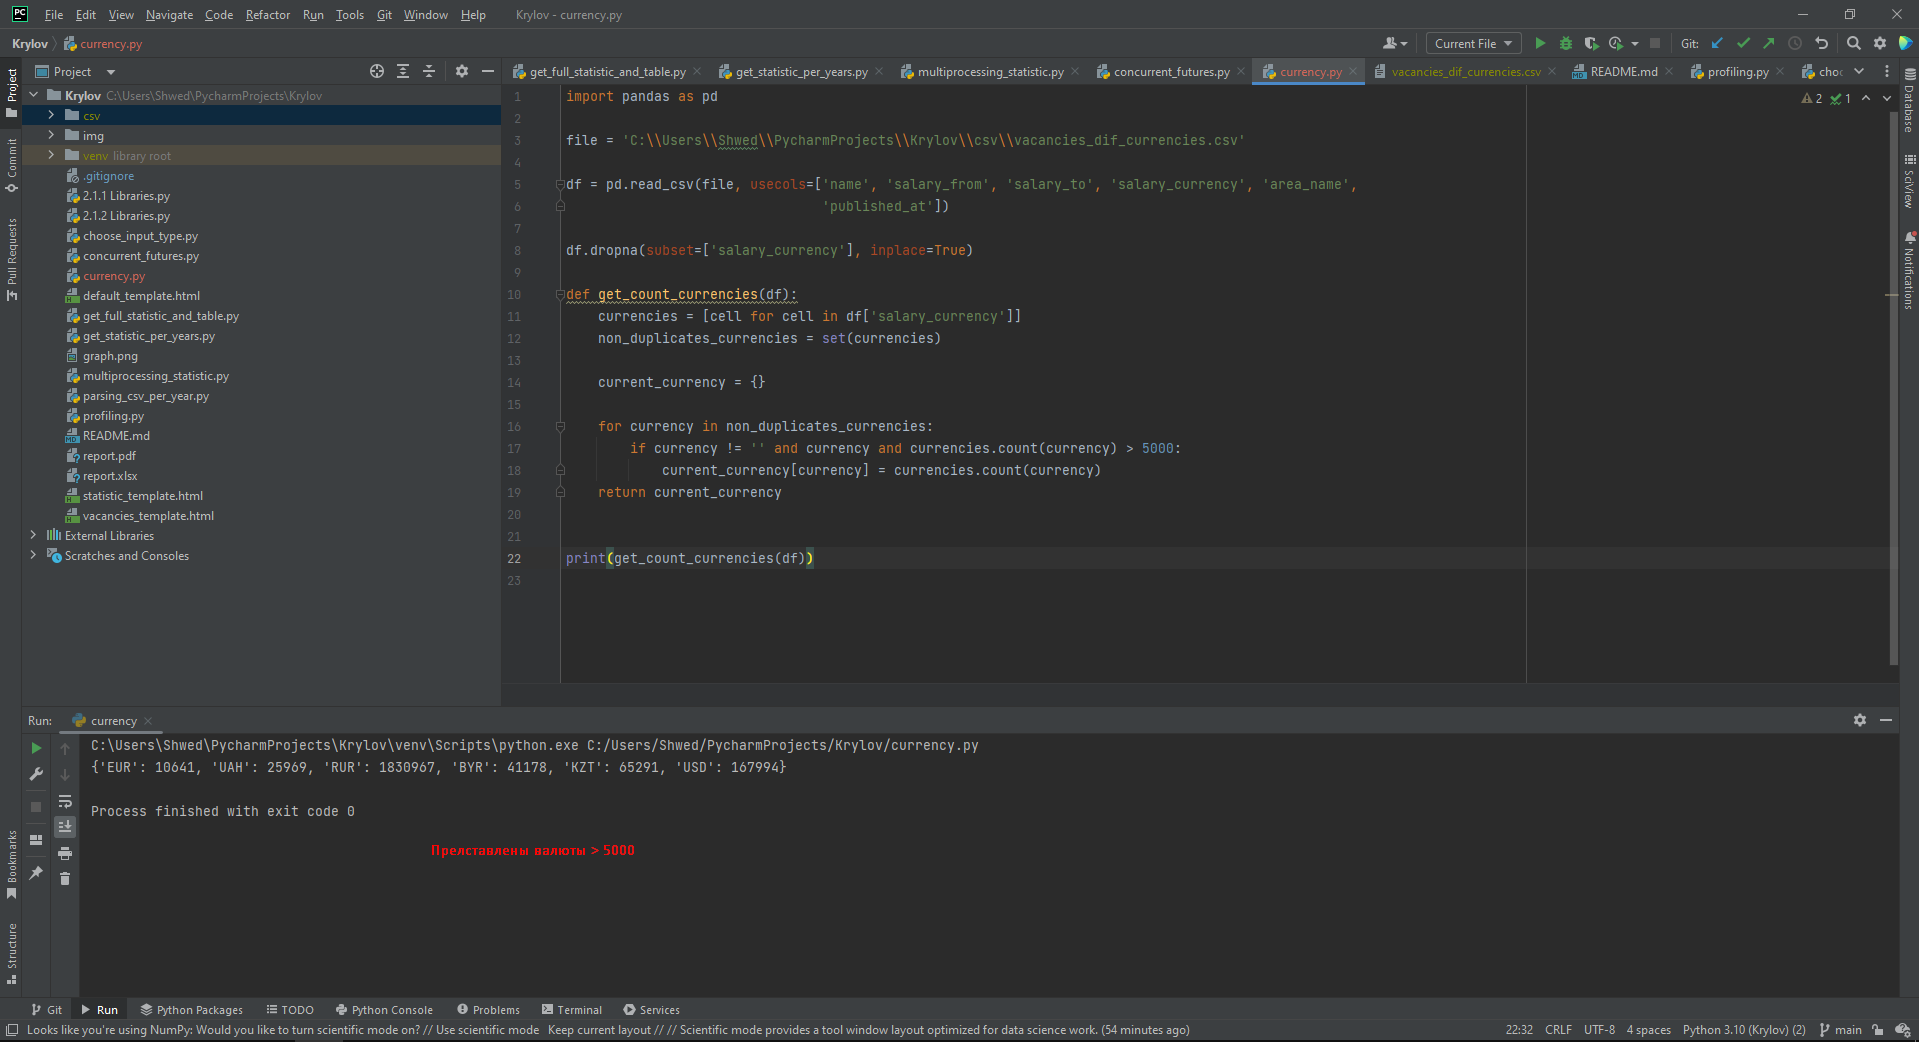 File Edit View Navigate Code Refactor Run Tools Git Window Help Krylov - currency.py
Krylov currency.py Current File Git:
Project
get_full_statistic_and_table.py get_statistic_per_years.py multiprocessing_statistic.py concurrent_futures.py currency.py vacancies_dif_currencies.csv README.md profiling.py choo
Krylov C:\Users\Shwed\PycharmProjects\Krylov
csv
img
venv library root
.gitignore
2.1.1 Libraries.py
2.1.2 Libraries.py
choose_input_type.py
concurrent_futures.py
currency.py
default_template.html
get_full_statistic_and_table.py
get_statistic_per_years.py
graph.png
multiprocessing_statistic.py
parsing_csv_per_year.py
profiling.py
README.md
report.pdf
report.xlsx
statistic_template.html
vacancies_template.html
External Libraries
Scratches and Consoles
Project
Commit
Pull Requests
Bookmarks
Structure
1 import pandas as pd
2
3 file = 'C:\\Users\\Shwed\\PycharmProjects\\Krylov\\csv\\vacancies_dif_currencies.csv'
4
5 df = pd.read_csv(file, usecols=['name', 'salary_from', 'salary_to', 'salary_currency', 'area_name',
6 'published_at'])
7
8 df.dropna(subset=['salary_currency'], inplace=True)
9
10 def get_count_currencies(df):
11 currencies = [cell for cell in df['salary_currency']]
12 non_duplicates_currencies = set(currencies)
13
14 current_currency = {}
15
16 for currency in non_duplicates_currencies:
17 if currency != '' and currency and currencies.count(currency) > 5000:
18 current_currency[currency] = currencies.count(currency)
19 return current_currency
20
21
22 print(get_count_currencies(df))
23
2 1
Database
SciView
Notifications
Run: currency
C:\Users\Shwed\PycharmProjects\Krylov\venv\Scripts\python.exe C:/Users/Shwed/PycharmProjects/Krylov/currency.py
{'EUR': 10641, 'UAH': 25969, 'RUR': 1830967, 'BYR': 41178, 'KZT': 65291, 'USD': 167994}
Process finished with exit code 0
Прелставлены валюты > 5000
Git Run Python Packages TODO Python Console Problems Terminal Services
Looks like you're using NumPy: Would you like to turn scientific mode on? // Use scientific mode Keep current layout // // Scientific mode provides a tool window layout optimized for data science work. (54 minutes ago) 22:32 CRLF UTF-8 4 spaces Python 3.10 (Krylov) (2) main